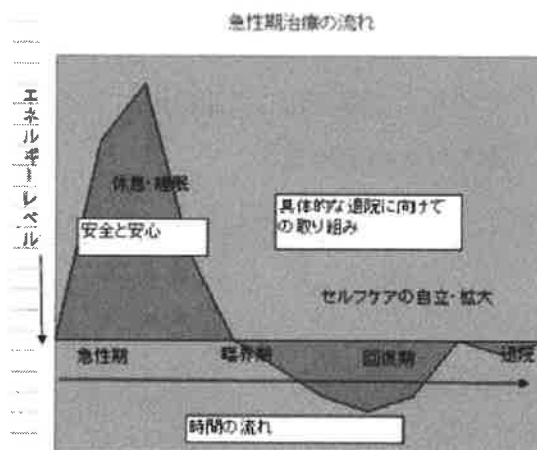 急性期治療の流れ
エネルギーレベル
休息・睡眠
安全と安心
具体的な退院に向けて
の取り組み
セルフケアの自立・拡大
急性期
臨界期
回復期
退院
時間の流れ